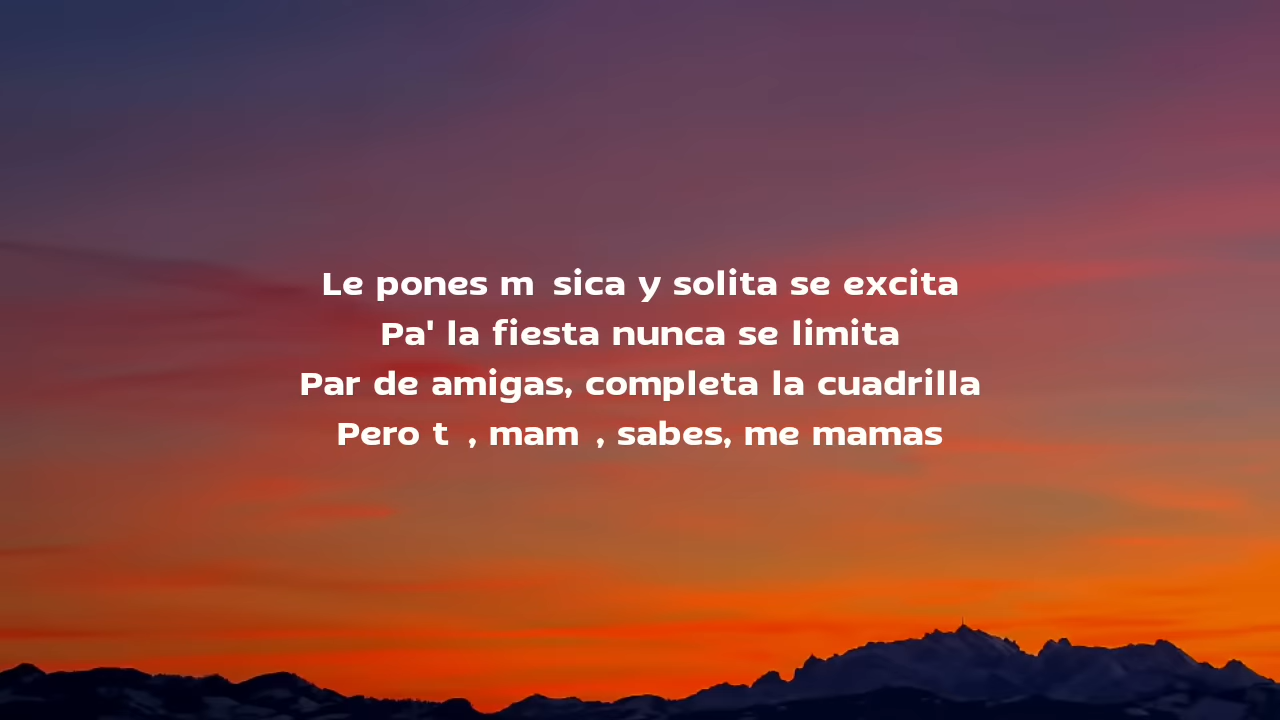 Le pones m sica y solita se excita
Pa' la fiesta nunca se limita
Par de amigas, completa la cuadrilla
Pero t , mam , sabes, me mamas